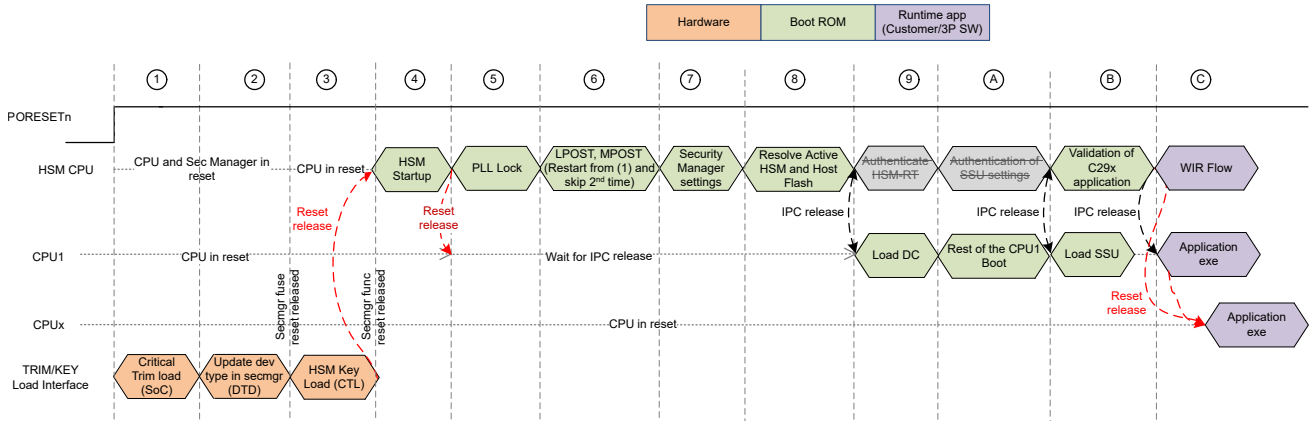 Hardware
Boot ROM
Runtime app
(Customer/3P SW)
1
2
3
4
5
6
7
8
9
A
B
C
PORESETn
HSM CPU
CPU and Sec Manager in
reset
CPU in reset
HSM
Startup
PLL Lock
LPOST, MPOST
(Restart from (1) and
skip 2nd time)
Security
Manager
settings
Resolve Active
HSM and Host
Flash
Authenticate
HSM-RT
Authentication of
SSU settings
Validation of
C29x
application
WIR Flow
Reset
release
Reset
release
IPC release
IPC release
IPC release
CPU1
CPU in reset
Wait for IPC release
Load DC
Rest of the CPU1
Boot
Load SSU
Application
exe
Secmgr fuse
reset released
Secmgr func
reset released
Reset
release
CPUx
CPU in reset
Application
exe
TRIM/KEY
Load Interface
Critical
Trim load
(SoC)
Update dev
type in secmgr
(DTD)
HSM Key
Load (CTL)